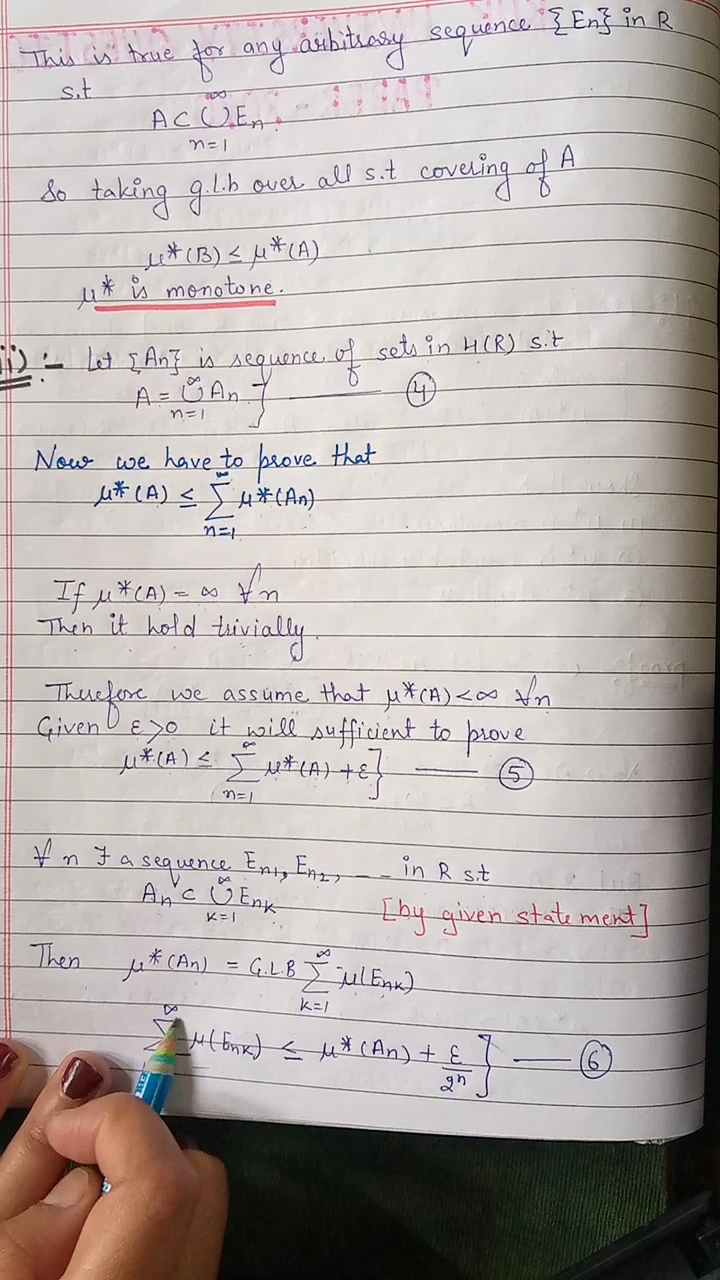 This is true for any arbitrary sequence {En} in R
s.t
A ⊂ ∞∪n=1 En
So taking g.l.b over all s.t covering of A
μ*(B) ≤ μ*(A)
μ* is monotone.
ii) :- Let {An} is sequence of sets in H(R) s.t
A = ∞∪n=1 An } —— ④
Now we have to prove that
μ*(A) ≤ ∞∑n=1 μ*(An)
If μ*(A) = ∞ ∀n
Then it hold trivially.
Therefore we assume that μ*(A) < ∞ ∀n
Given ε>0 it will sufficient to prove
μ*(A) ≤ ∞∑n=1 μ*(A) + ε} —— ⑤
∀ n ∃ a sequence En1, En2, -- in R s.t
An ⊂ ∞∪k=1 Enk [by given statement]
Then μ*(An) = G.L.B ∞∑k=1 μ(Enk)
∞∑ μ(Enk) ≤ μ*(An) + ε/2ⁿ } —— ⑥